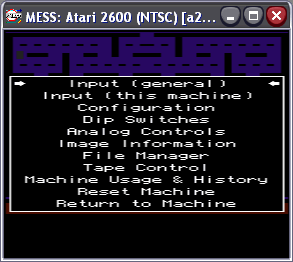 MESS: Atari 2600 (NTSC) [a2...
Input (general)
Input (this machine)
Configuration
Dip Switches
Analog Controls
Image Information
File Manager
Tape Control
Machine Usage & History
Reset Machine
Return to Machine